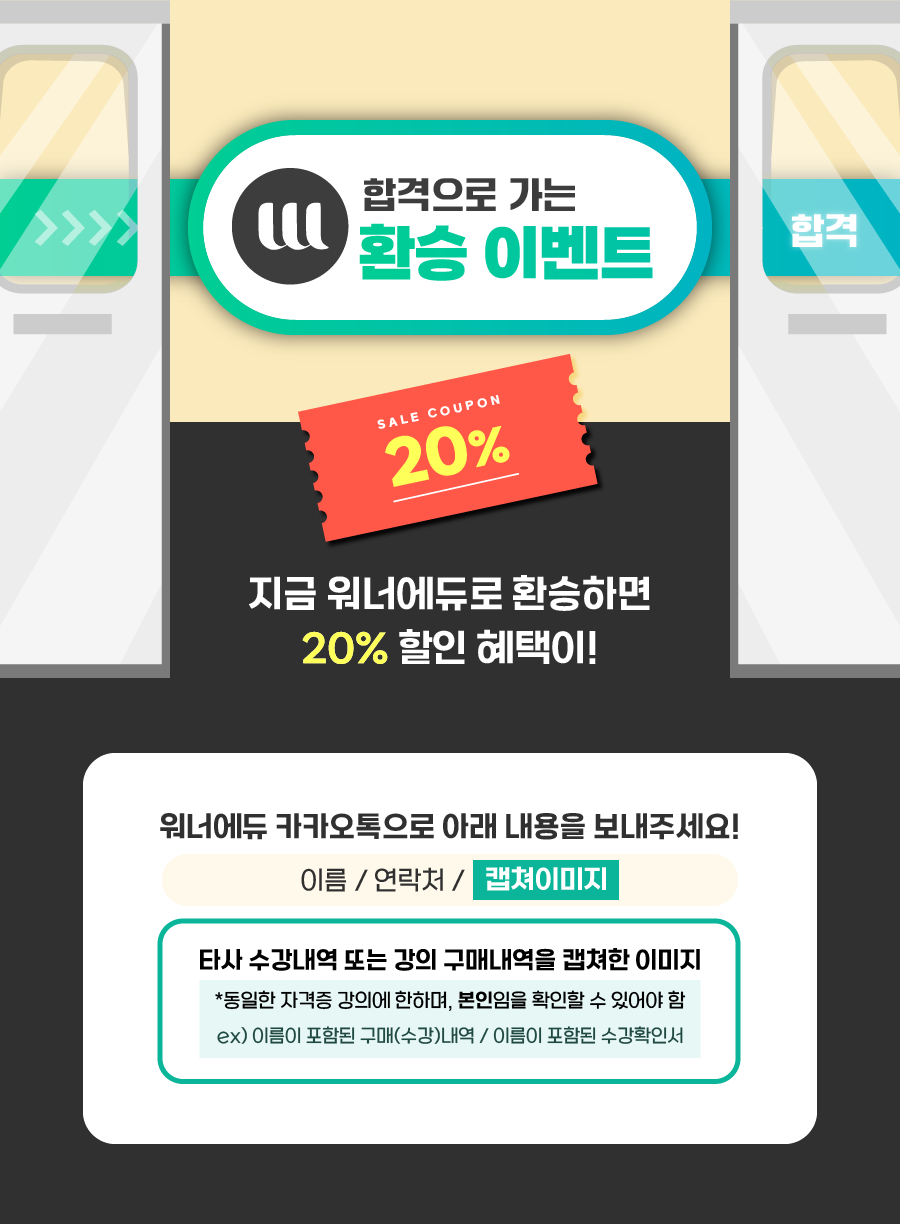 합격으로 가는
환승 이벤트
합격
SALE COUPON
20%
지금 워너에듀로 환승하면
20% 할인 혜택이!
워너에듀 카카오톡으로 아래 내용을 보내주세요!
이름 / 연락처 / 캡쳐이미지
타사 수강내역 또는 강의 구매내역을 캡쳐한 이미지
*동일한 자격증 강의에 한하며, 본인임을 확인할 수 있어야 함
ex) 이름이 포함된 구매(수강)내역 / 이름이 포함된 수강확인서